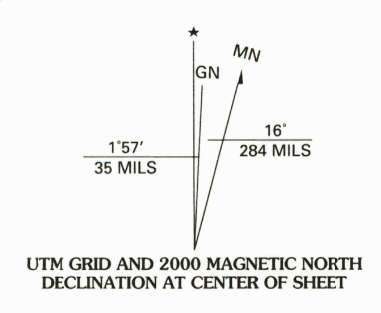 ★
MN
GN
1°57′
35 MILS
16°
284 MILS
UTM GRID AND 2000 MAGNETIC NORTH
DECLINATION AT CENTER OF SHEET